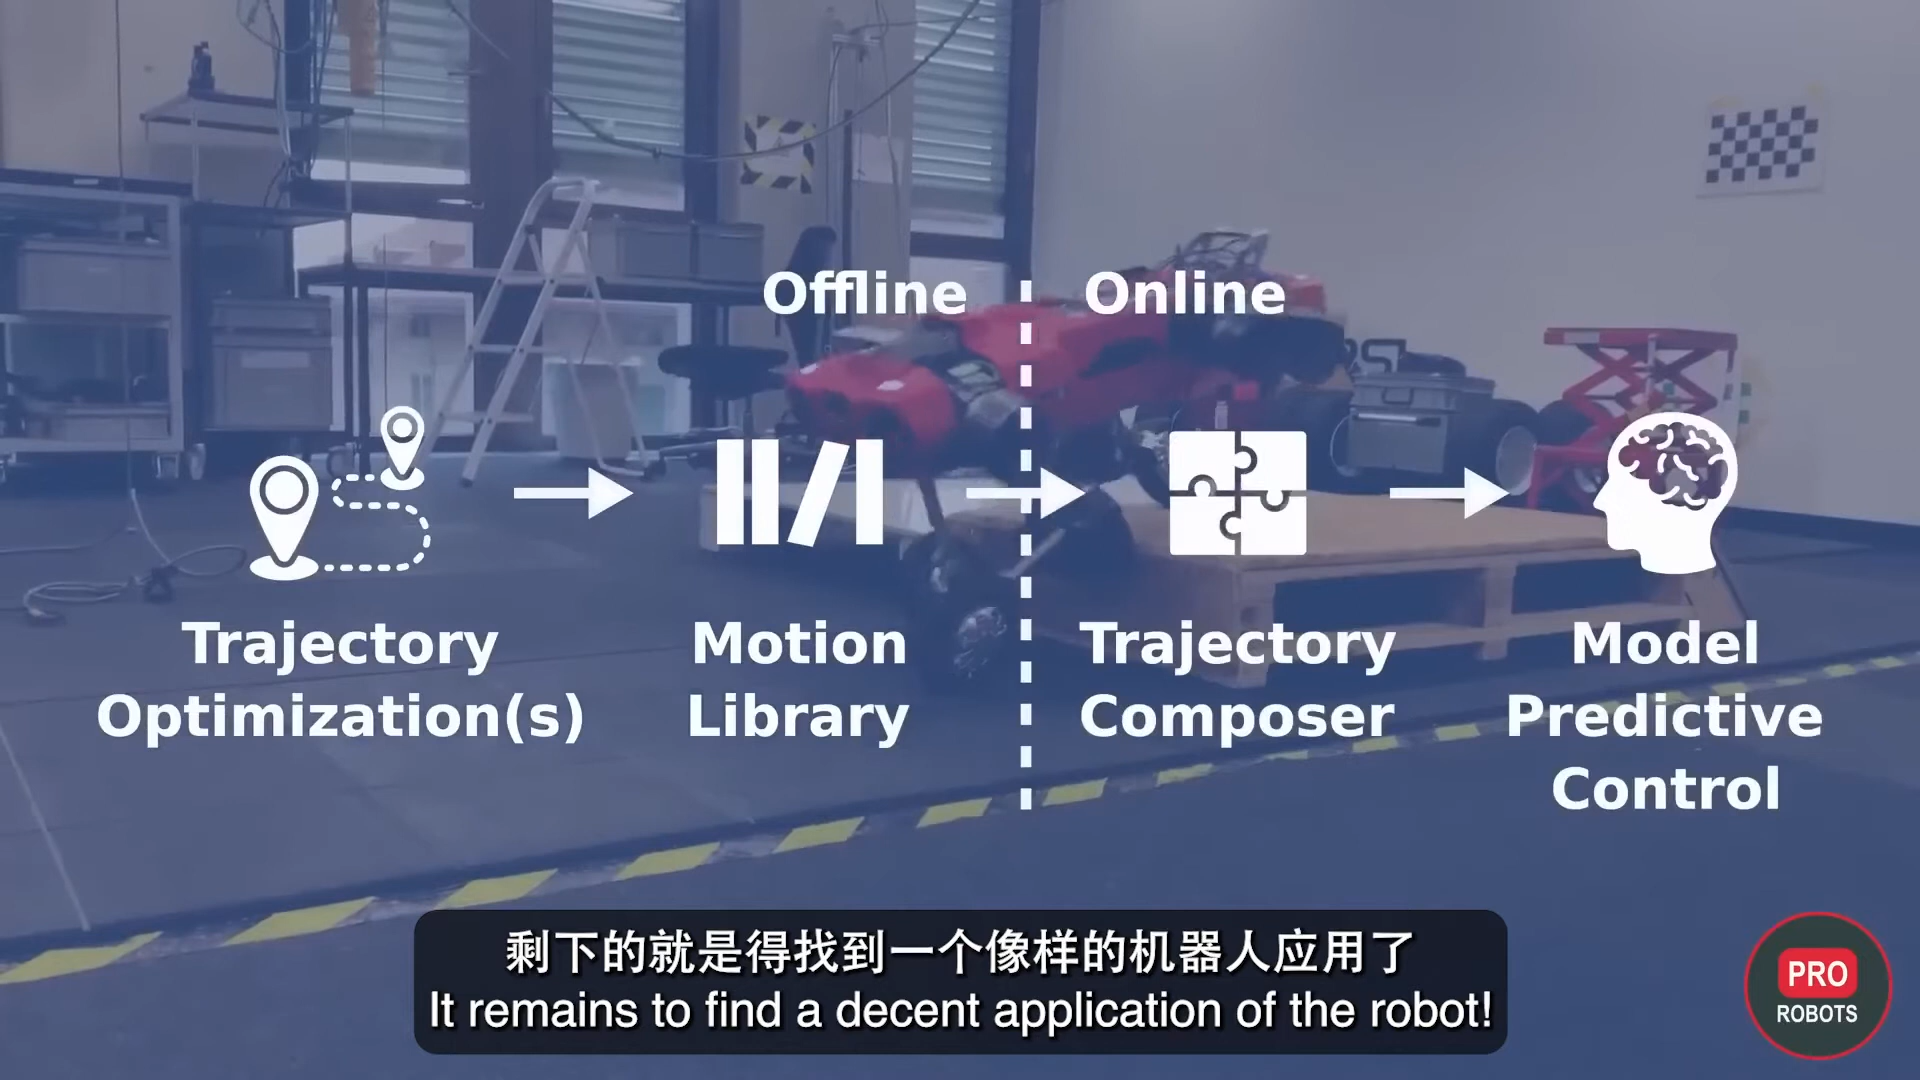 Offline
Online
Trajectory
Optimization(s)
Motion
Library
Trajectory
Composer
Model
Predictive
Control
剩下的就是得找到一个像样的机器人应用了
It remains to find a decent application of the robot!
PRO
ROBOTS